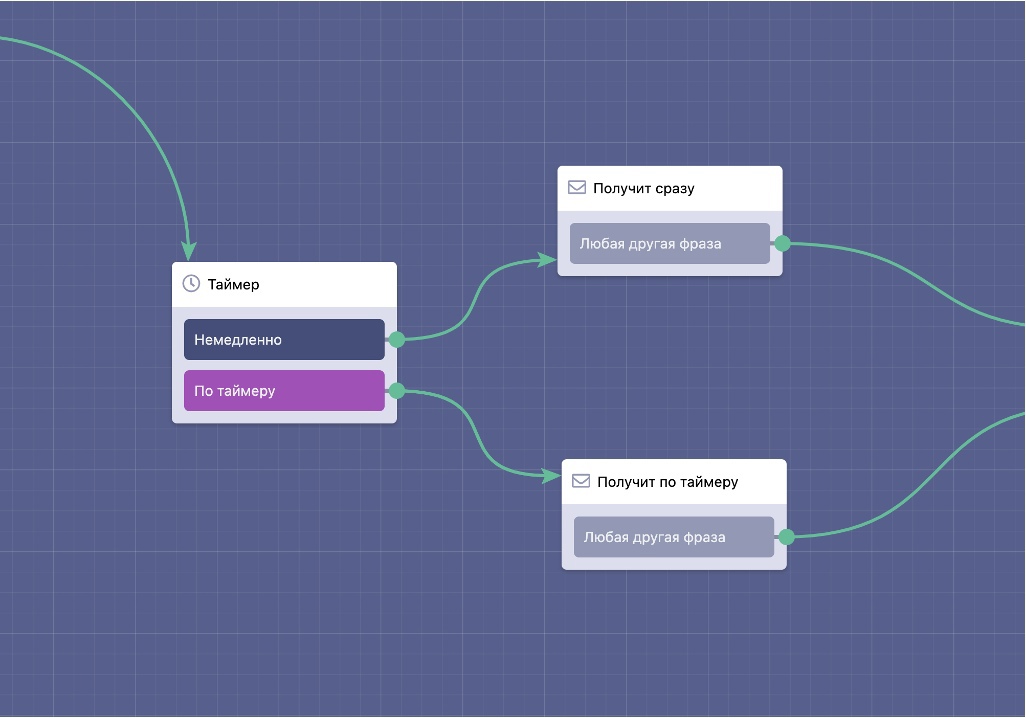 Получит сразу
Любая другая фраза
Таймер
Немедленно
По таймеру
Получит по таймеру
Любая другая фраза